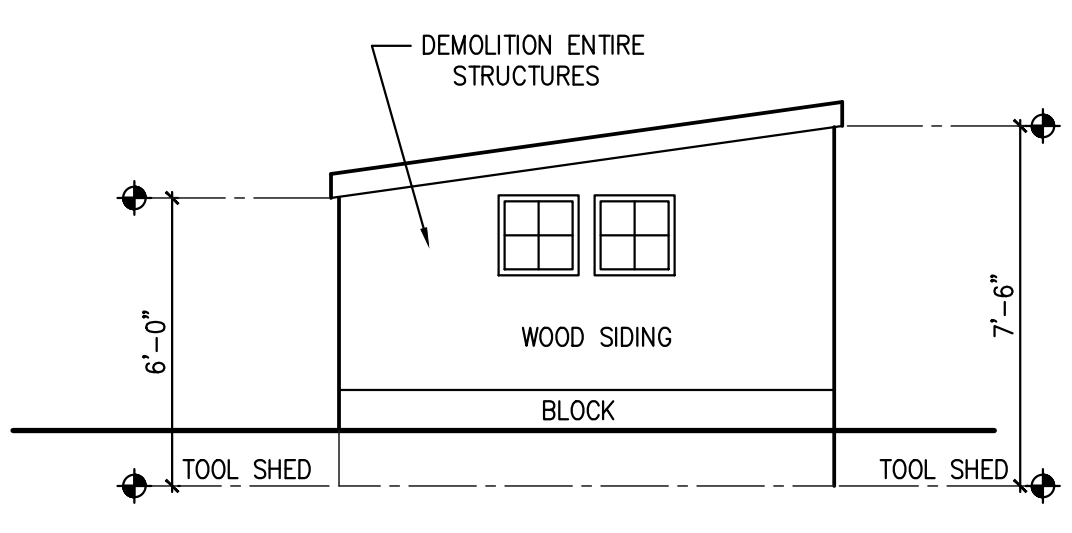 DEMOLITION ENTIRE
STRUCTURES
6'-0"
7'-6"
WOOD SIDING
BLOCK
TOOL SHED
TOOL SHED